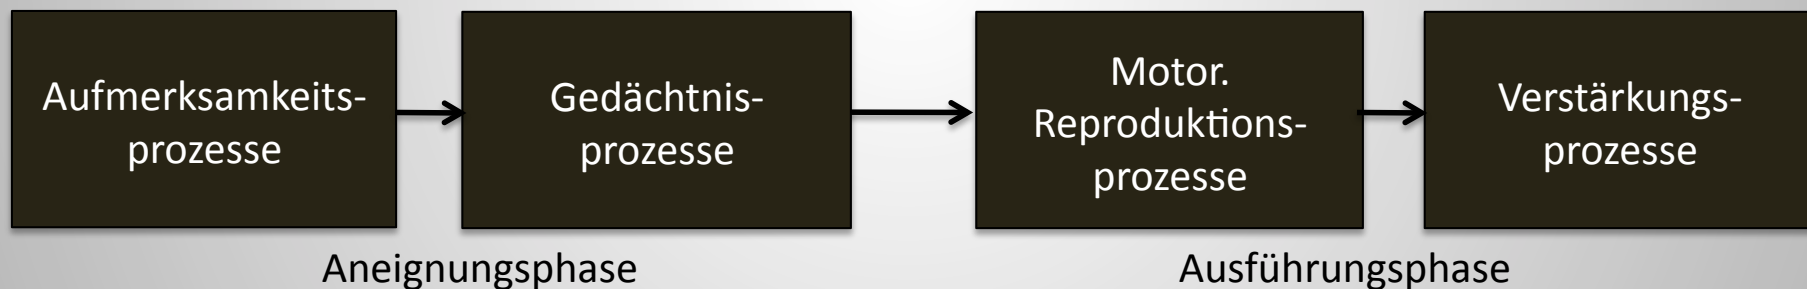 Aufmerksamkeits-
prozesse
Gedächtnis-
prozesse
Motor.
Reproduktions-
prozesse
Verstärkungs-
prozesse
Aneignungsphase
Ausführungsphase